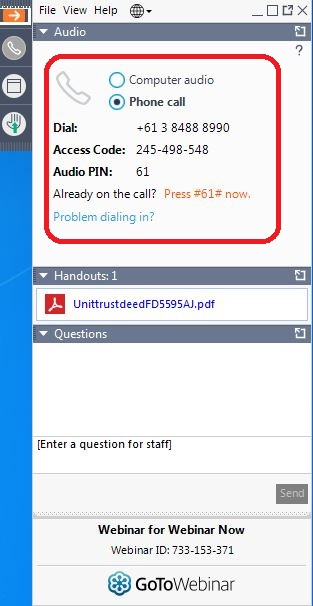 File View Help
Audio
?
Computer audio
Phone call
Dial: +61 3 8488 8990
Access Code: 245-498-548
Audio PIN: 61
Already on the call? Press #61# now.
Problem dialing in?
Handouts: 1
UnittrustdeedFD5595AJ.pdf
Questions
[Enter a question for staff]
Send
Webinar for Webinar Now
Webinar ID: 733-153-371
GoToWebinar